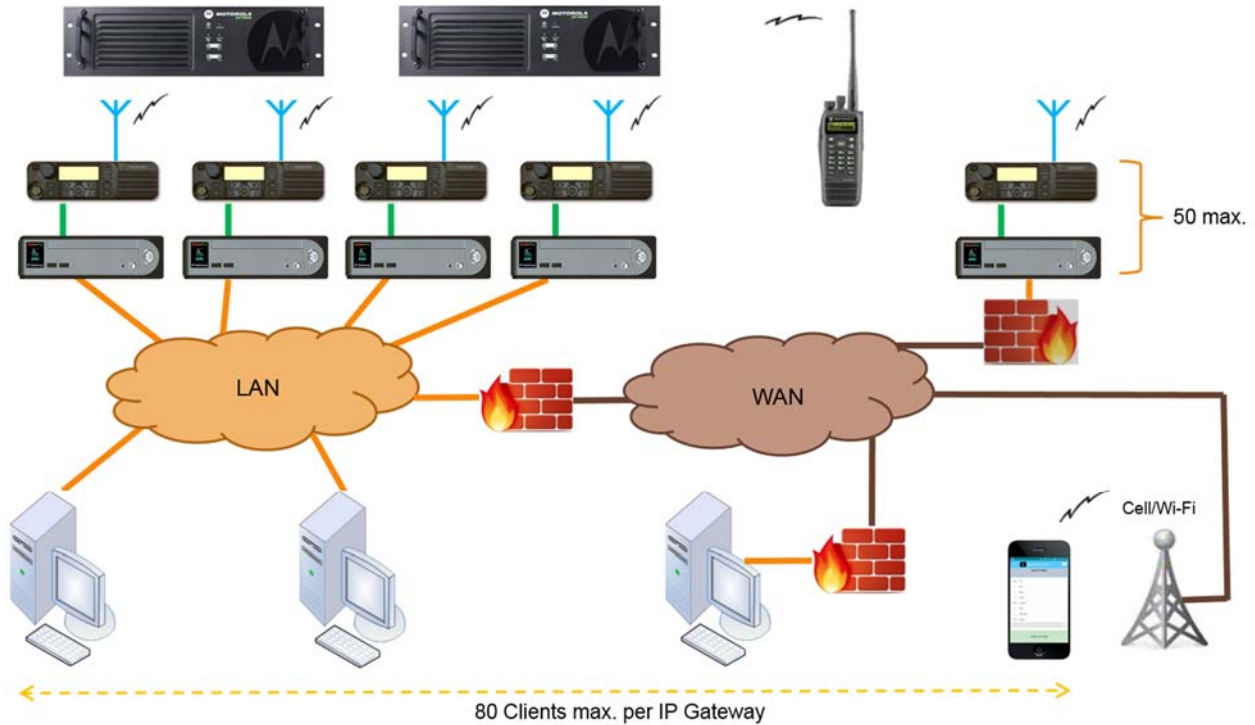 MOTOROLA
MOTOROLA
50 max.
LAN
WAN
Cell/Wi-Fi
80 Clients max. per IP Gateway